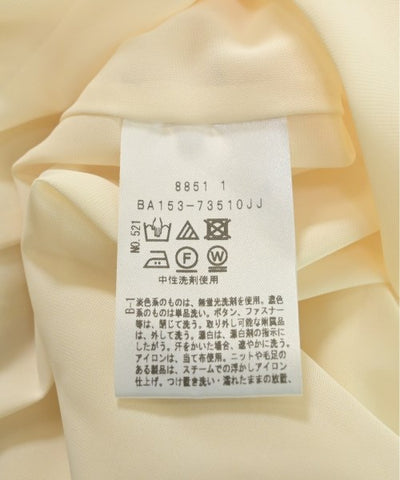 8851 1
BA153-73510JJ
NO.521
F
W
中性洗剤使用
B-1
淡色系のものは、無蛍光洗剤を使用、濃色
系のものは単品洗い。ボタン、ファスナー
等は、閉じて洗う。取り外し可能な附属品
は、外して洗う。漂白は、漂白剤の指示に
したがう。汗をかいた場合、速やかに洗う。
アイロンは、当て布使用。ニットや毛足の
ある製品は、スチームでの浮かしアイロン
仕上げ。つけ置き洗い・濡れたままの放置、